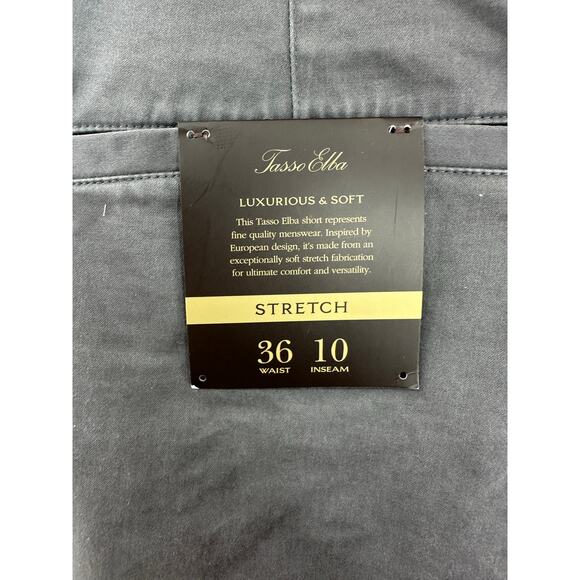 Tasso Elba
LUXURIOUS & SOFT
This Tasso Elba short represents
fine quality menswear. Inspired by
European design, it's made from an
exceptionally soft stretch fabrication
for ultimate comfort and versatility.
STRETCH
36 10
WAIST INSEAM